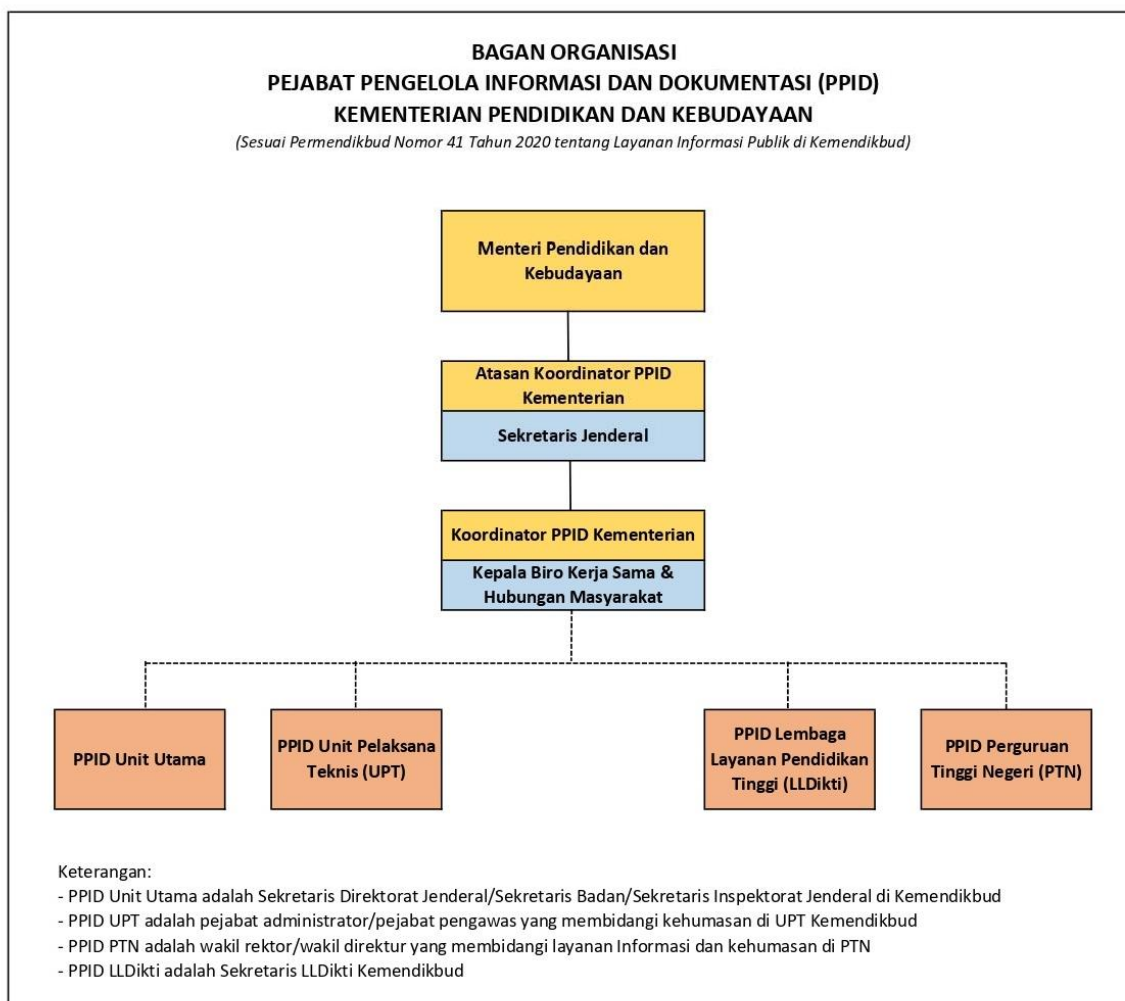 BAGAN ORGANISASI
PEJABAT PENGELOLA INFORMASI DAN DOKUMENTASI (PPID)
KEMENTERIAN PENDIDIKAN DAN KEBUDAYAAN
(Sesuai Permendikbud Nomor 41 Tahun 2020 tentang Layanan Informasi Publik di Kemendikbud)
Menteri Pendidikan dan
Kebudayaan
Atasan Koordinator PPID
Kementerian
Sekretaris Jenderal
Koordinator PPID Kementerian
Kepala Biro Kerja Sama &
Hubungan Masyarakat
PPID Unit Utama
PPID Unit Pelaksana
Teknis (UPT)
PPID Lembaga
Layanan Pendidikan
Tinggi (LLDikti)
PPID Perguruan
Tinggi Negeri (PTN)
Keterangan:
- PPID Unit Utama adalah Sekretaris Direktorat Jenderal/Sekretaris Badan/Sekretaris Inspektorat Jenderal di Kemendikbud
- PPID UPT adalah pejabat administrator/pejabat pengawas yang membidangi kehumasan di UPT Kemendikbud
- PPID PTN adalah wakil rektor/wakil direktur yang membidangi layanan Informasi dan kehumasan di PTN
- PPID LLDikti adalah Sekretaris LLDikti Kemendikbud